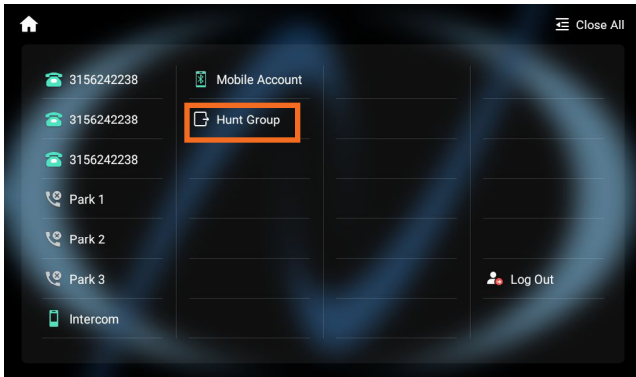 Close All
3156242238
3156242238
3156242238
Park 1
Park 2
Park 3
Intercom
Mobile Account
Hunt Group
Log Out